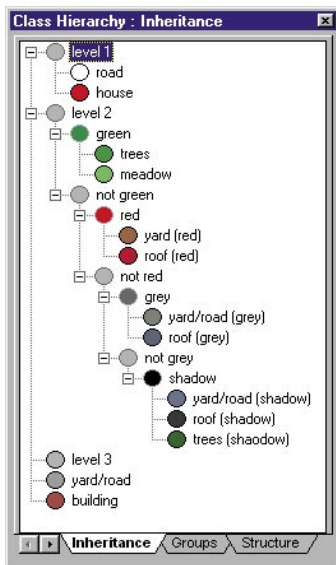 Class Hierarchy : Inheritance
level 1
road
house
level 2
green
trees
meadow
not green
red
yard (red)
roof (red)
not red
grey
yard/road (grey)
roof (grey)
not grey
shadow
yard/road (shadow)
roof (shadow)
trees (shaodow)
level 3
yard/road
building
Inheritance Groups Structure